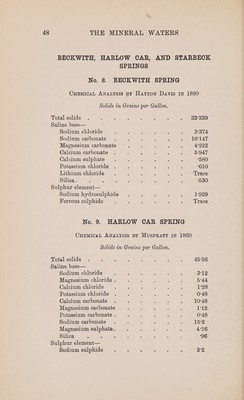 48 THE MINERAL WATERS
BECKWITH, HARLOW CAR, AND STARBECK
SPRINGS
No. 8. BECKWITH SPRING
Chemical Analysis by Hayton Davis in 1880
Solids in Grains per Gallon.
Total solids . . . . . . . 33·339
Saline base—
Sodium chloride . . . . . 3·374
Sodium carbonate . . . . . 16·147
Magnesium carbonate . . . . 4·222
Calcium carbonate . . . . . 5·947
Calcium sulphate . . . . . ·580
Potassium chloride . . . . . ·610
Lithium chloride . . . . . Trace
Silica . . . . . . . ·530
Sulphur element—
Sodium hydrosulphide . . . . 1·929
Ferrous sulphide . . . . . Trace
No. 9. HARLOW CAR SPRING
Chemical Analysis by Muspratt in 1860
Solids in Grains per Gallon.
Total solids . . . . . . . 45·56
Saline base—
Sodium chloride . . . . . 3·12
Magnesium chloride . . . . . 5·44
Calcium chloride . . . . . 1·28
Potassium chloride . . . . . 0·48
Calcium carbonate . . . . . 10·48
Magnesium carbonate . . . . 1·12
Potassium carbonate . . . . . 0·48
Sodium carbonate . . . . . 15·2
Magnesium sulphate . . . . . 4·16
Silica . . . . . . . ·96
Sulphur element—
Sodium sulphide . . . . . 3·2